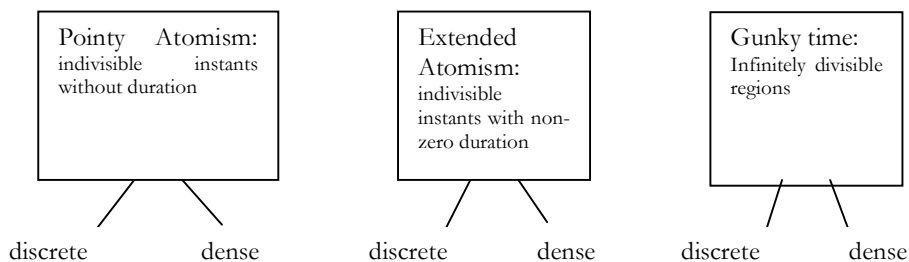 Pointy Atomism:
indivisible instants
without duration
Extended
Atomism:
indivisible
instants with non-
zero duration
Gunky time:
Infinitely divisible
regions
discrete dense
discrete dense
discrete dense